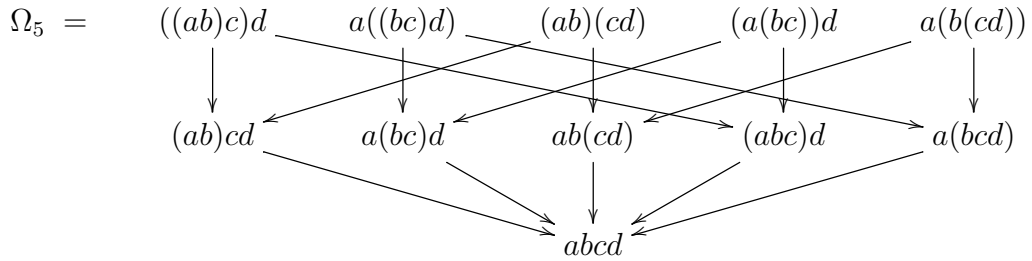 Ω₅ = ((ab)c)d a((bc)d) (ab)(cd) (a(bc))d a(b(cd))
(ab)cd a(bc)d ab(cd) (abc)d a(bcd)
abcd